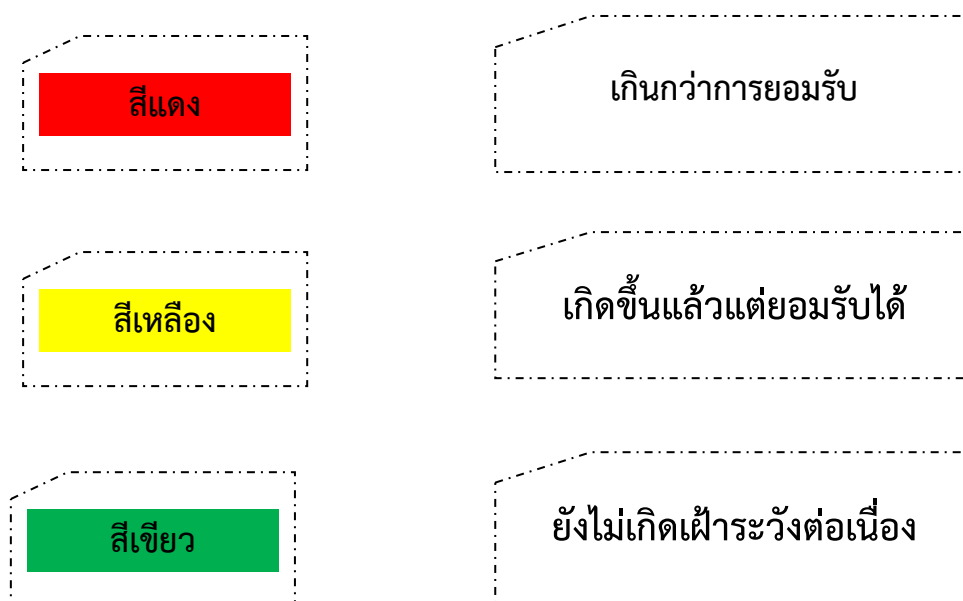 สีแดง
เกินกว่าการยอมรับ
สีเหลือง
เกิดขึ้นแล้วแต่ยอมรับได้
สีเขียว
ยังไม่เกิดเฝ้าระวังต่อเนื่อง